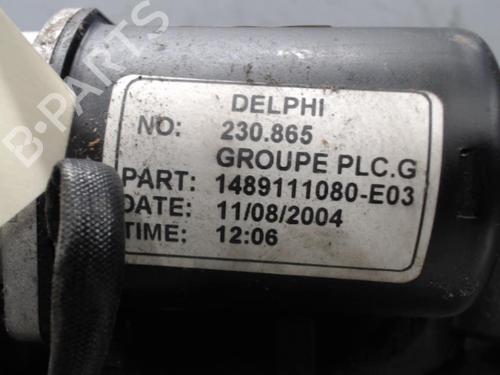 B-PARTS
DELPHI
NO: 230.865
GROUPE PLC.G
PART: 1489111080-E03
DATE: 11/08/2004
TIME: 12:06